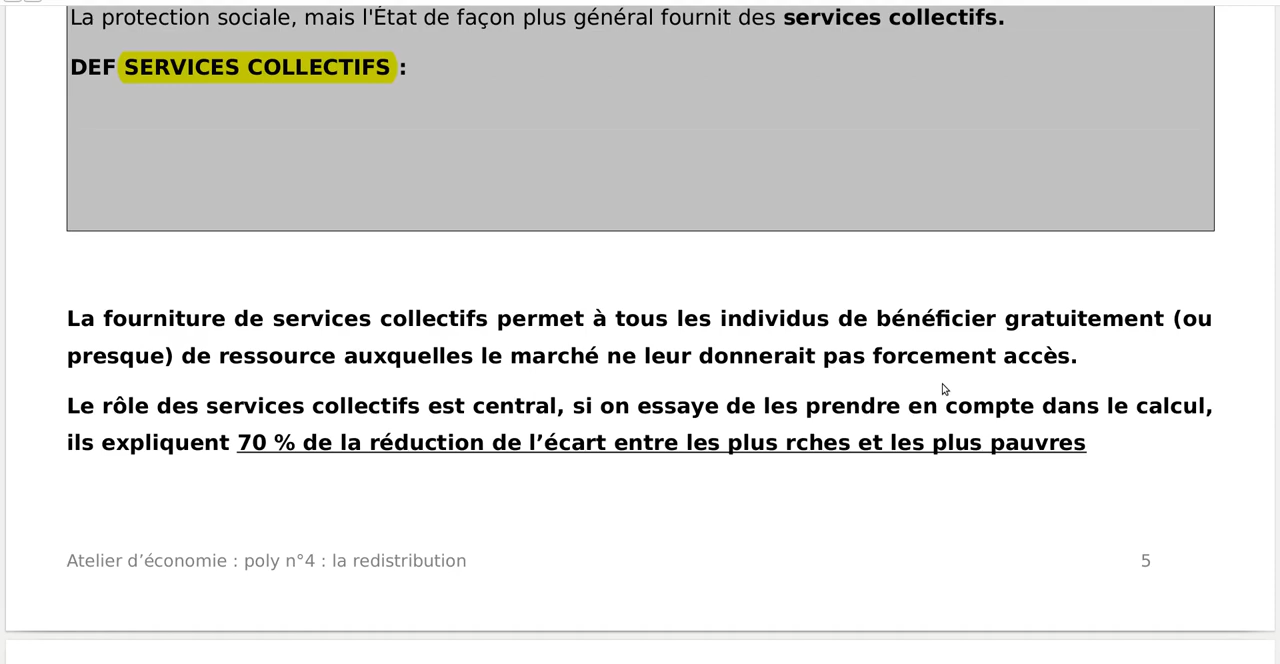 La protection sociale, mais l'État de façon plus général fournit des services collectifs.
DEF SERVICES COLLECTIFS :
La fourniture de services collectifs permet à tous les individus de bénéficier gratuitement (ou
presque) de ressource auxquelles le marché ne leur donnerait pas forcement accès.
Le rôle des services collectifs est central, si on essaye de les prendre en compte dans le calcul,
ils expliquent 70 % de la réduction de l’écart entre les plus rches et les plus pauvres
Atelier d’économie : poly n°4 : la redistribution 5